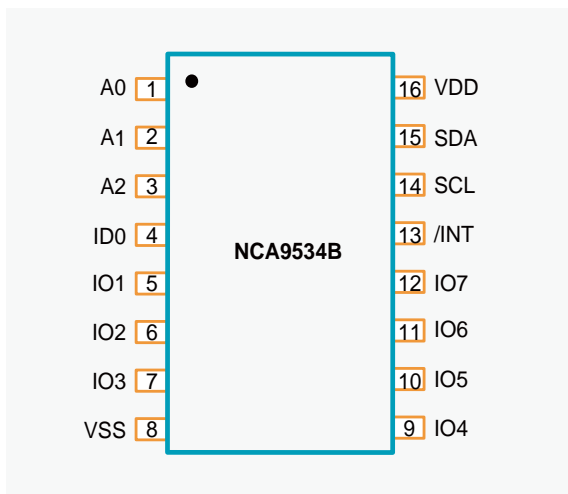 A0 1 16 VDD
A1 2 15 SDA
A2 3 14 SCL
ID0 4 13 /INT
NCA9534B
IO1 5 12 IO7
IO2 6 11 IO6
IO3 7 10 IO5
VSS 8 9 IO4